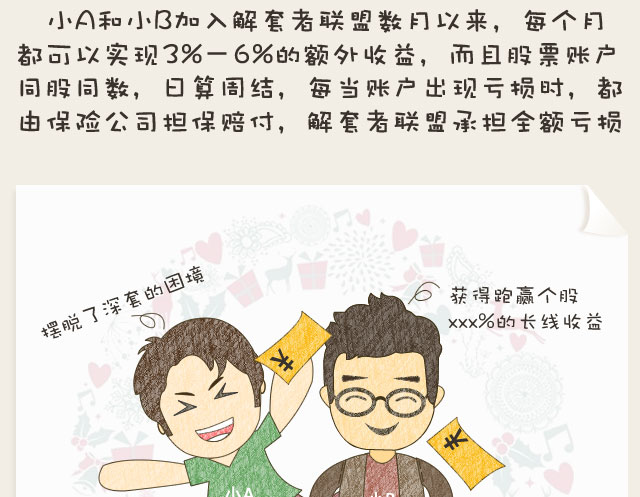 小A和小B加入解套者联盟数月以来，每个月
都可以实现3%—6%的额外收益，而且股票账户
同股同数，日算周结，每当账户出现亏损时，都
由保险公司担保赔付，解套者联盟承担全额亏损
摆脱了深套的困境
获得跑赢个股
xxx%的长线收益
小A